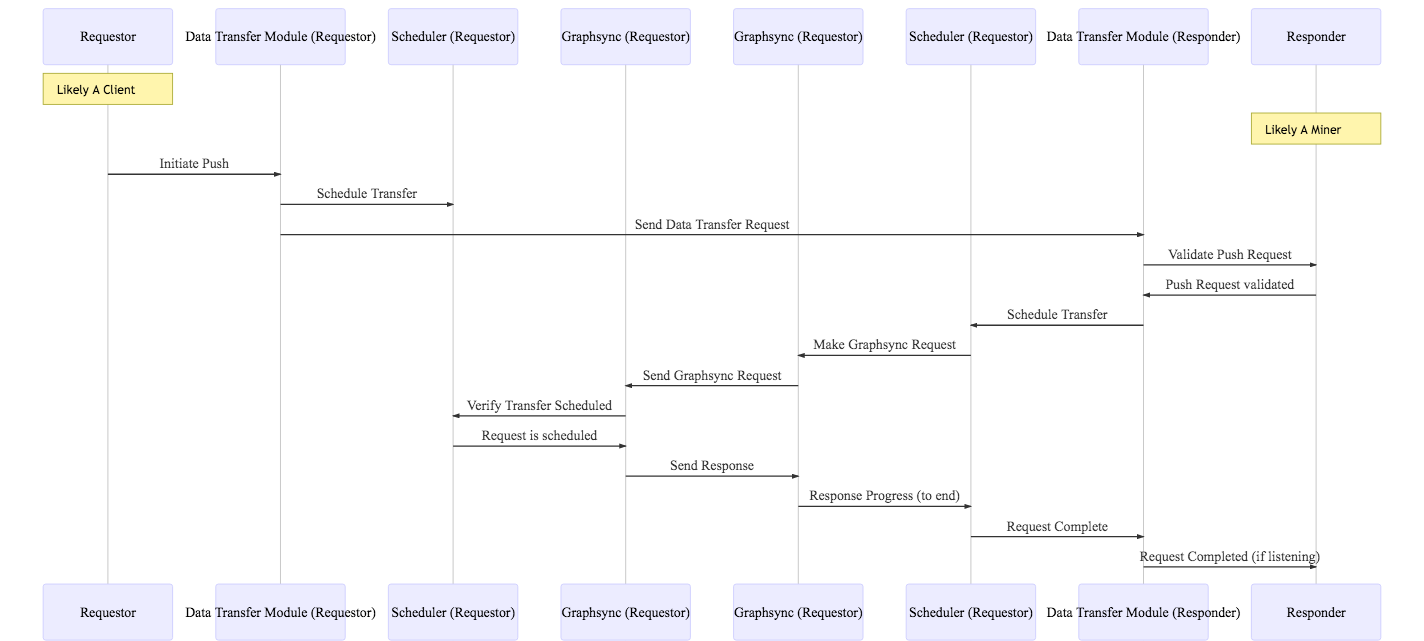 Requestor
Data Transfer Module (Requestor)
Scheduler (Requestor)
Graphsync (Requestor)
Graphsync (Requestor)
Scheduler (Requestor)
Data Transfer Module (Responder)
Responder
Likely A Client
Likely A Miner
Initiate Push
Schedule Transfer
Send Data Transfer Request
Validate Push Request
Push Request validated
Schedule Transfer
Make Graphsync Request
Send Graphsync Request
Verify Transfer Scheduled
Request is scheduled
Send Response
Response Progress (to end)
Request Complete
Request Completed (if listening)
Requestor
Data Transfer Module (Requestor)
Scheduler (Requestor)
Graphsync (Requestor)
Graphsync (Requestor)
Scheduler (Requestor)
Data Transfer Module (Responder)
Responder